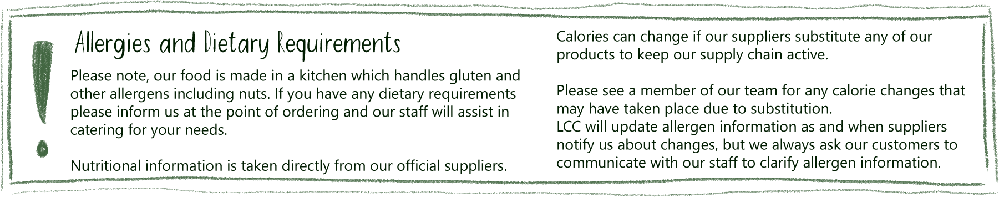 Allergies and Dietary Requirements
Please note, our food is made in a kitchen which handles gluten and
other allergens including nuts. If you have any dietary requirements
please inform us at the point of ordering and our staff will assist in
catering for your needs.
Nutritional information is taken directly from our official suppliers.
Calories can change if our suppliers substitute any of our
products to keep our supply chain active.
Please see a member of our team for any calorie changes that
may have taken place due to substitution.
LCC will update allergen information as and when suppliers
notify us about changes, but we always ask our customers to
communicate with our staff to clarify allergen information.